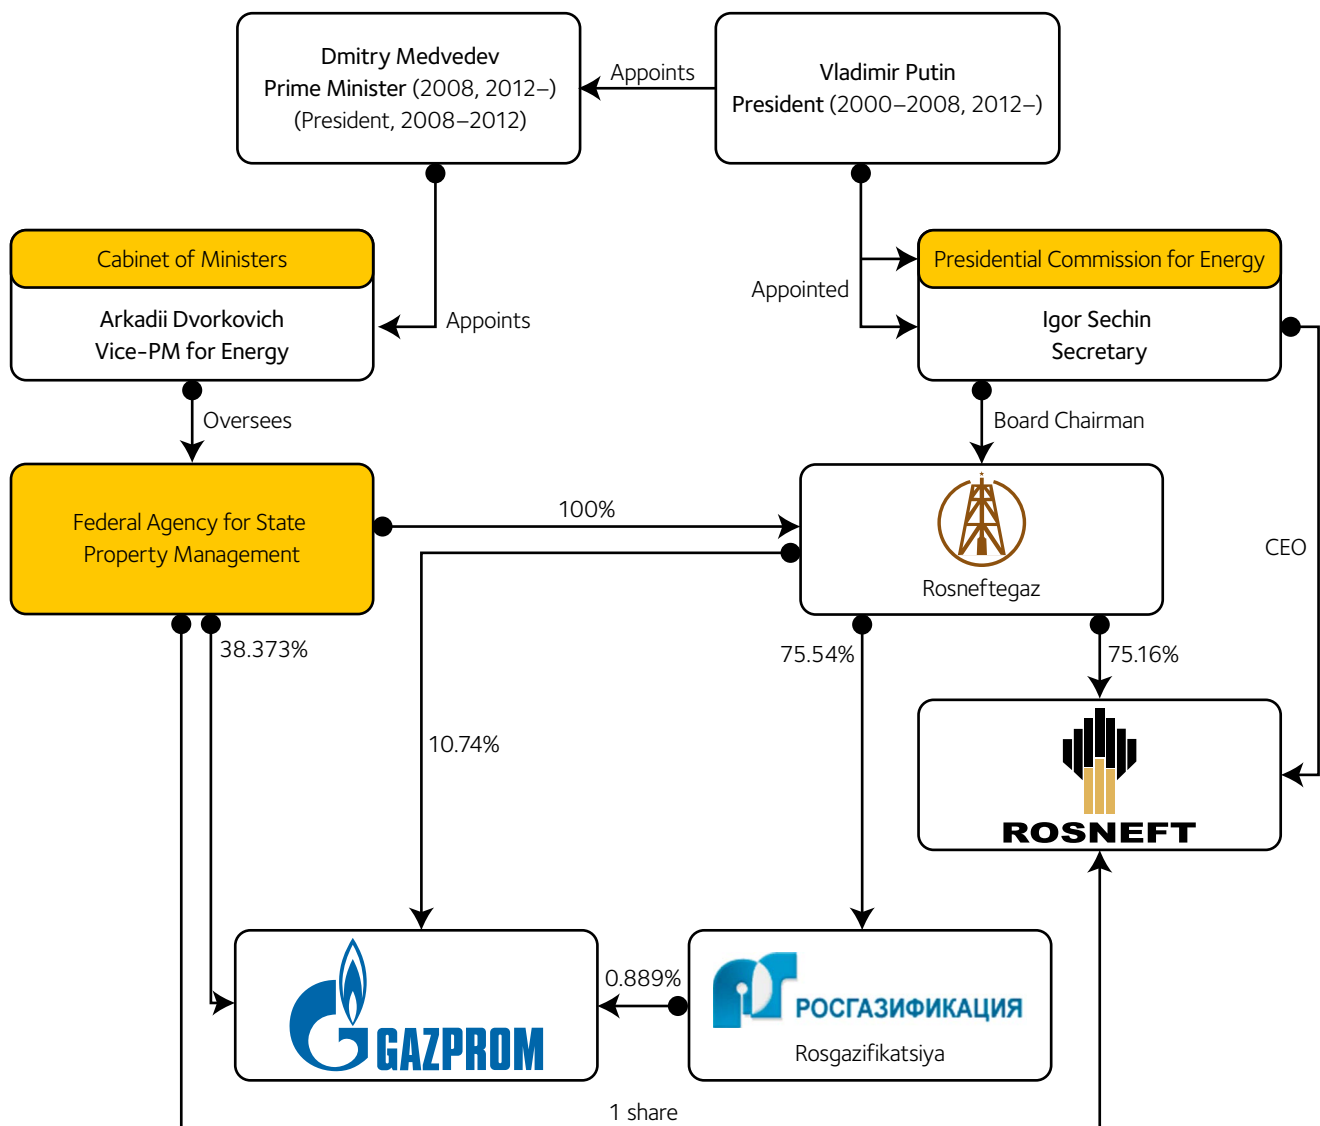 Dmitry Medvedev
Prime Minister (2008, 2012–)
(President, 2008–2012)
Appoints
Vladimir Putin
President (2000–2008, 2012–)
Cabinet of Ministers
Arkadii Dvorkovich
Vice-PM for Energy
Appoints
Appointed
Presidential Commission for Energy
Igor Sechin
Secretary
Oversees
Board Chairman
Federal Agency for State
Property Management
100%
Rosneftegaz
CEO
38.373%
10.74%
75.54%
75.16%
ROSNEFT
GAZPROM
0.889%
РОСГАЗИФИКАЦИЯ
Rosgazifikatsiya
1 share